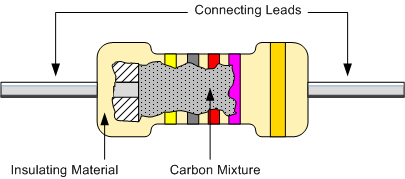 Connecting Leads
Insulating Material
Carbon Mixture